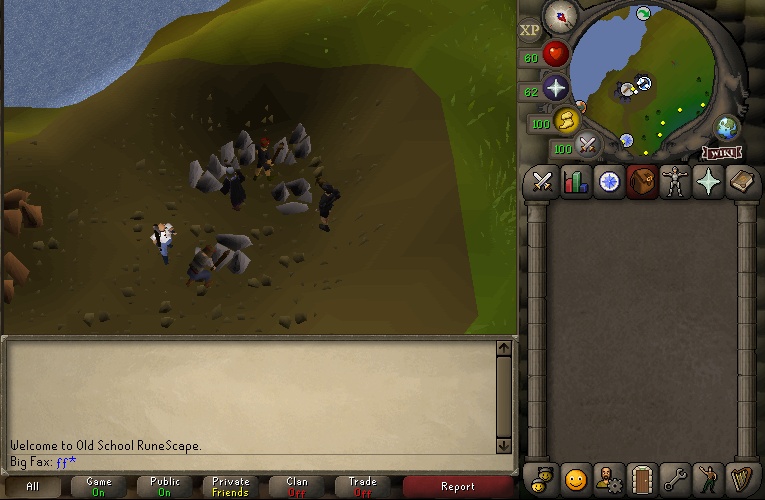 XP
60
62
100
100
WIKI
Welcome to Old School RuneScape.
Big Fax: ff*
All
Game
On
Public
On
Private
Friends
Clan
Off
Trade
Off
Report